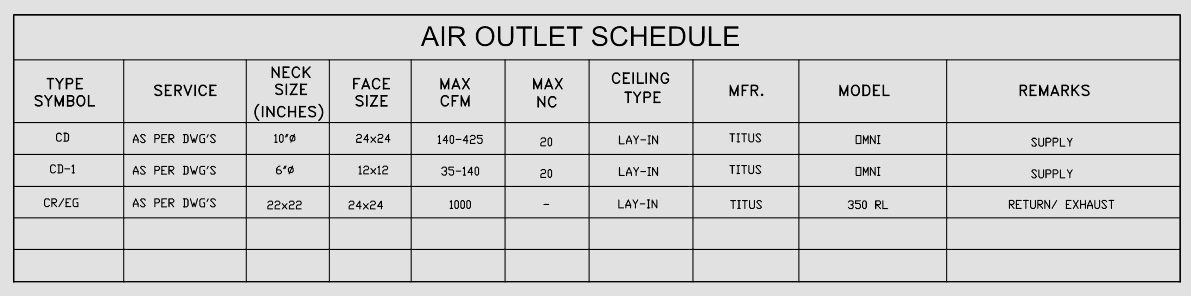 AIR OUTLET SCHEDULE
TYPE SYMBOL SERVICE NECK SIZE (INCHES) FACE SIZE MAX CFM MAX NC CEILING TYPE MFR. MODEL REMARKS
CD AS PER DWG'S 10"Ø 24x24 140-425 20 LAY-IN TITUS OMNI SUPPLY
CD-1 AS PER DWG'S 6"Ø 12x12 35-140 20 LAY-IN TITUS OMNI SUPPLY
CR/EG AS PER DWG'S 22x22 24x24 1000 - LAY-IN TITUS 350 RL RETURN/ EXHAUST